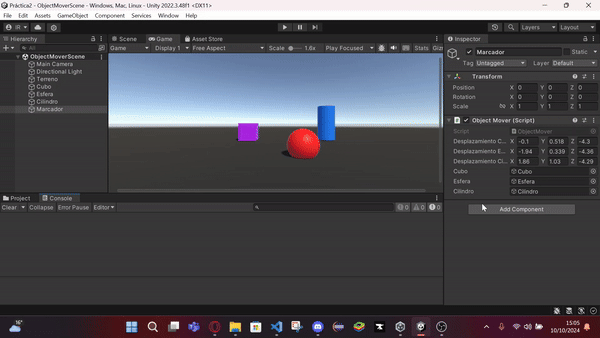 Práctica2 - ObjectMoverScene - Windows, Mac, Linux - Unity 2022.3.48f1 <DX11>
File Edit Assets GameObject Component Services Window Help
IR Layers Layout
Hierarchy
All
ObjectMoverScene
Main Camera
Directional Light
Terreno
Cubo
Esfera
Cilindro
Marcador
Scene Game Asset Store
Game Display 1 Free Aspect Scale 1.6x Play Focused Stats Giz
Inspector
Marcador Static
Tag Untagged Layer Default
Transform
Position X 0 Y 0 Z 0
Rotation X 0 Y 0 Z 0
Scale X 1 Y 1 Z 1
Object Mover (Script)
Script ObjectMover
Desplazamiento C... X -0.1 Y 0.518 Z -4.3
Desplazamiento E... X -1.94 Y 0.339 Z -4.36
Desplazamiento Ci... X 1.86 Y 1.03 Z -4.29
Cubo Cubo
Esfera Esfera
Cilindro Cilindro
Add Component
Project Console
Clear Collapse Error Pause Editor 0 0 0
16°
15:05
10/10/2024